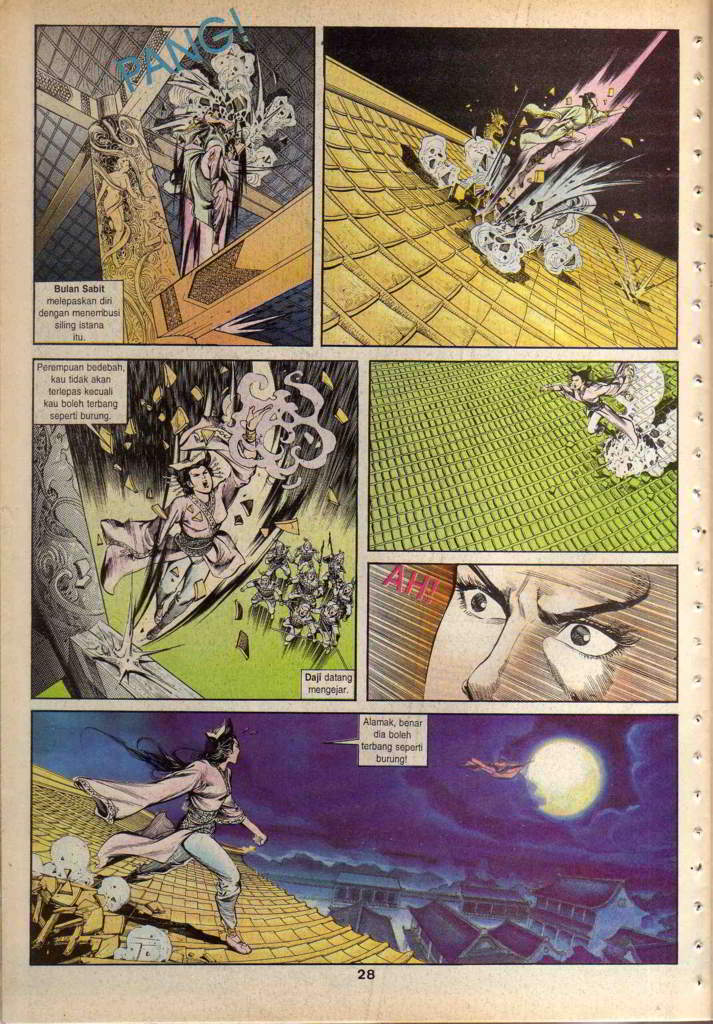 PANG!
Bulan Sabit
melepaskan diri
dengan menembusi
siling istana
itu.
Perempuan bedebah,
kau tidak akan
terlepas kecuali
kau boleh terbang
seperti burung.
Daji datang
mengejar.
AH!
Alamak, benar
dia boleh
terbang seperti
burung!
28